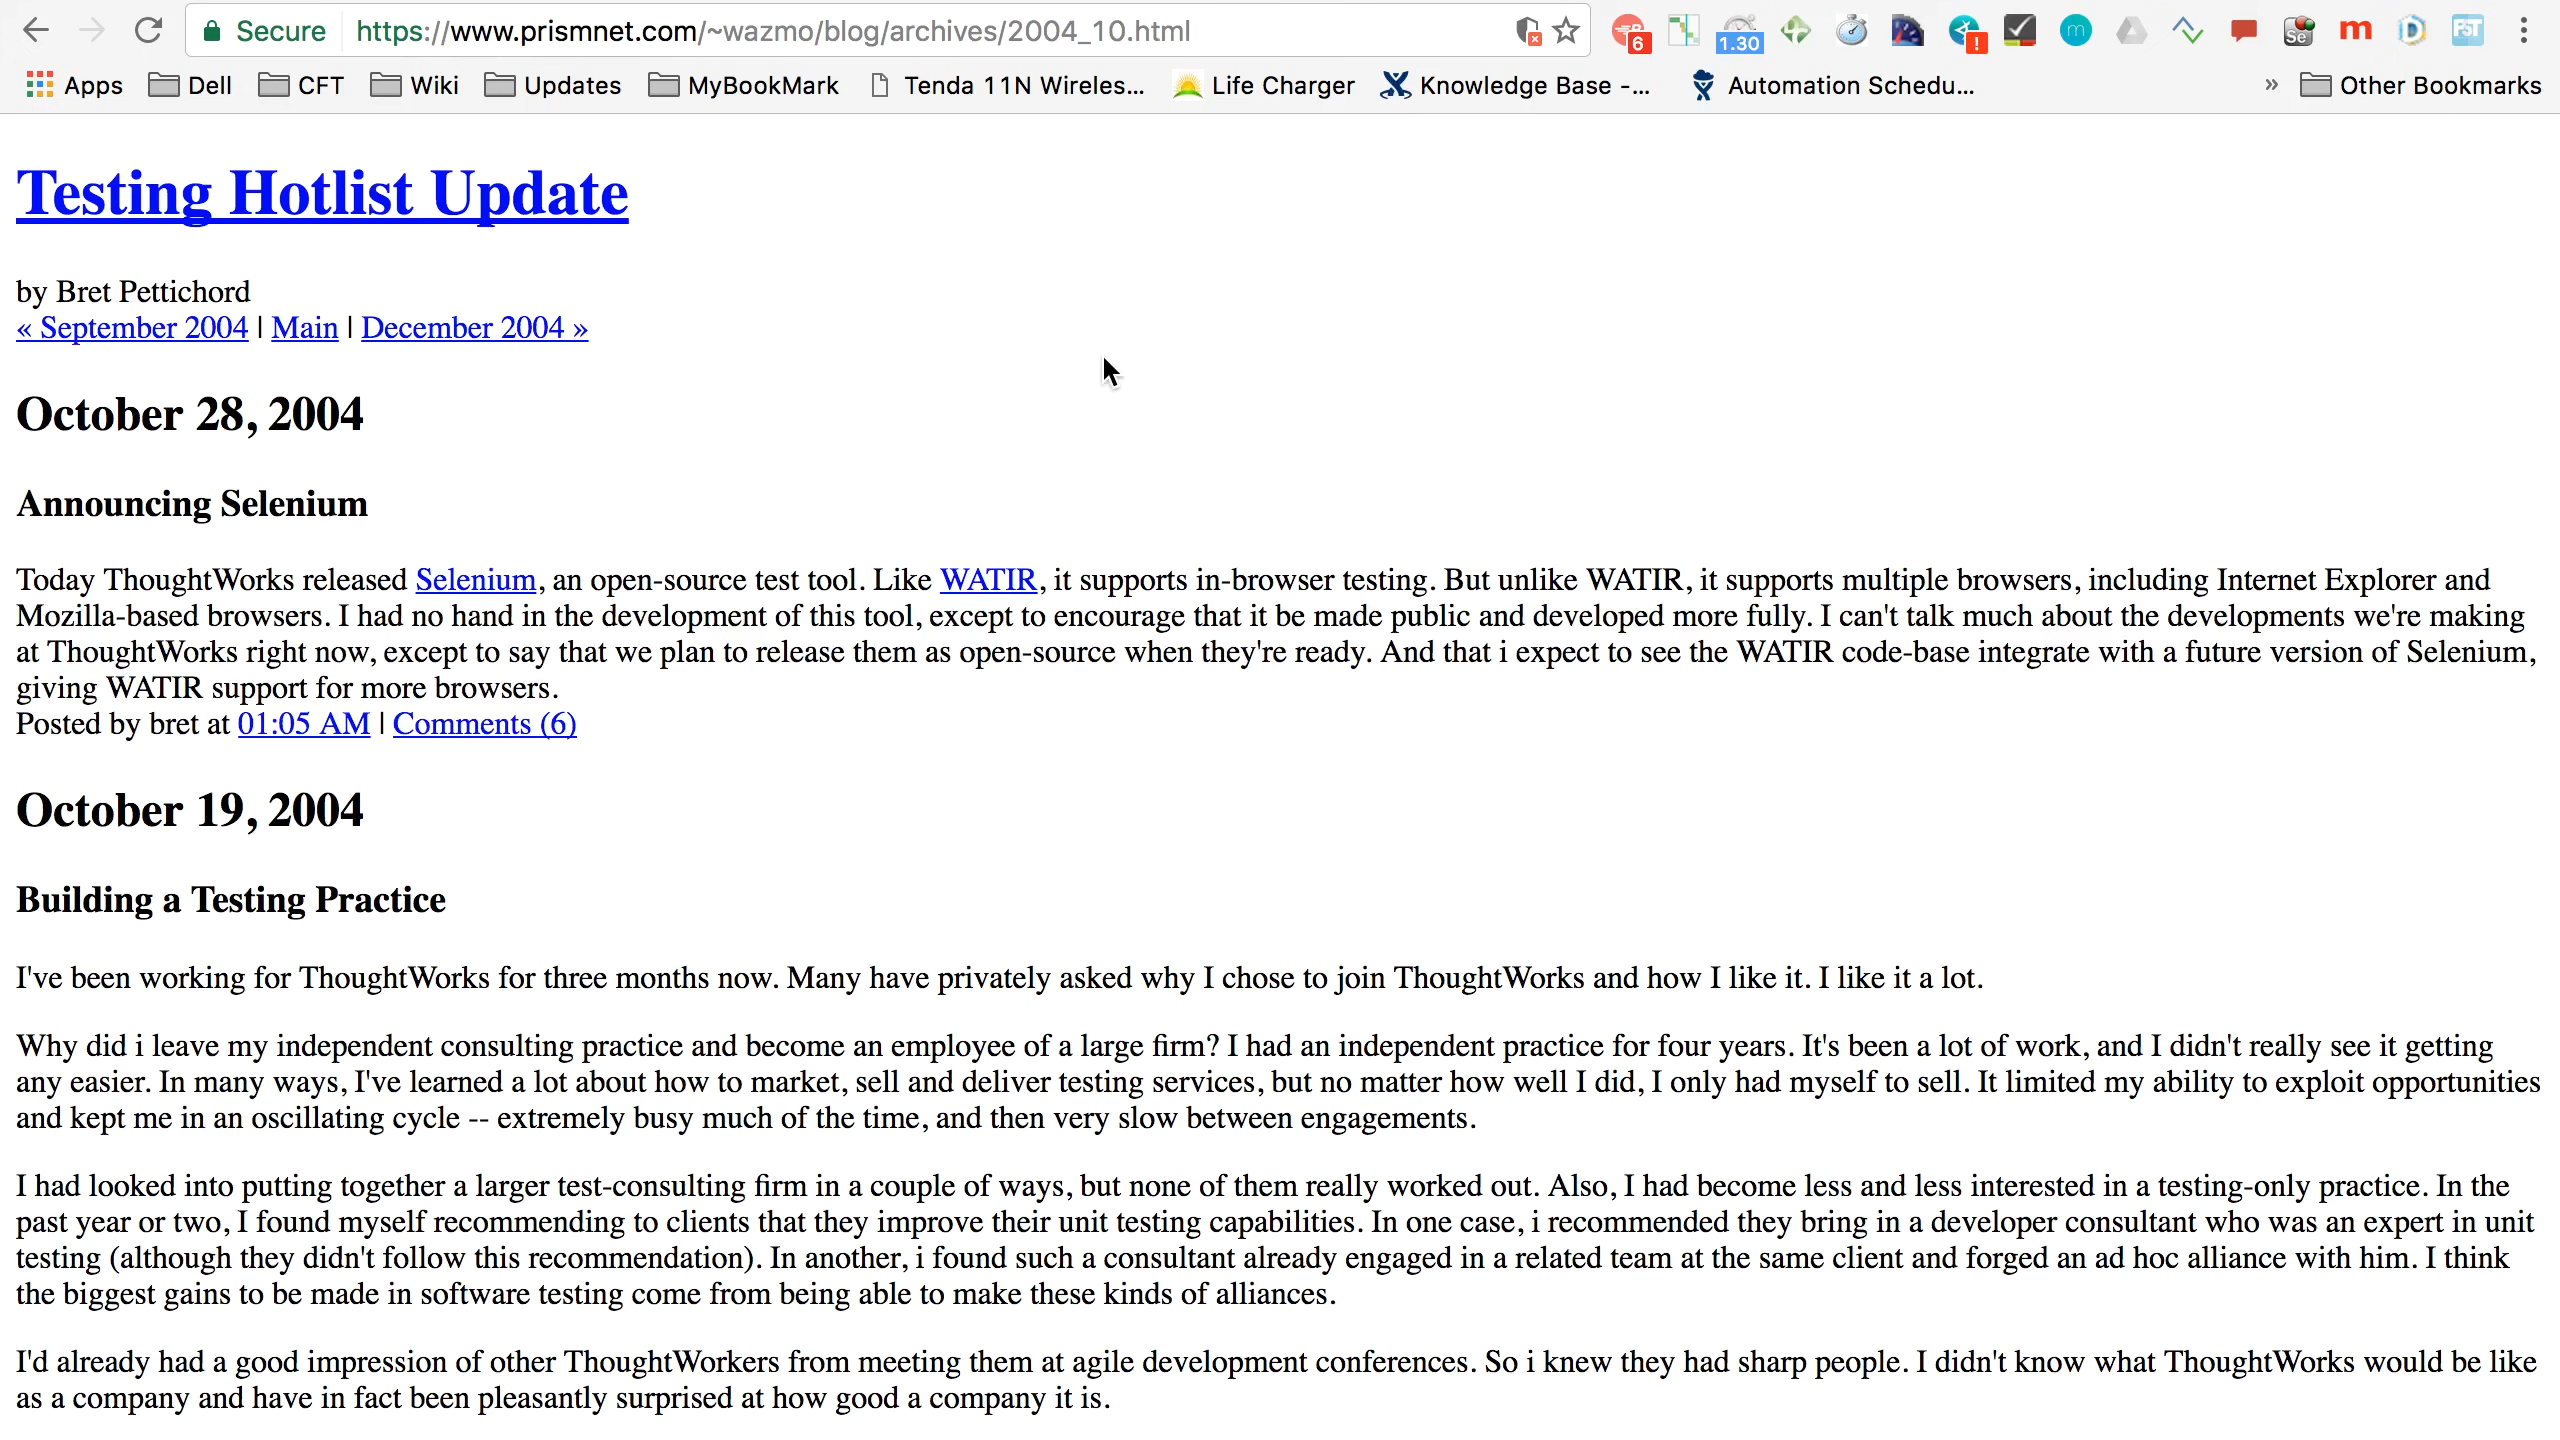 Secure https://www.prismnet.com/~wazmo/blog/archives/2004_10.html 6 1.30 ! m Se m D FST
Apps Dell CFT Wiki Updates MyBookMark Tenda 11N Wireles... Life Charger Knowledge Base -... Automation Schedu... » Other Bookmarks
Testing Hotlist Update
by Bret Pettichord
« September 2004 | Main | December 2004 »
October 28, 2004
Announcing Selenium
Today ThoughtWorks released Selenium, an open-source test tool. Like WATIR, it supports in-browser testing. But unlike WATIR, it supports multiple browsers, including Internet Explorer and
Mozilla-based browsers. I had no hand in the development of this tool, except to encourage that it be made public and developed more fully. I can't talk much about the developments we're making
at ThoughtWorks right now, except to say that we plan to release them as open-source when they're ready. And that i expect to see the WATIR code-base integrate with a future version of Selenium,
giving WATIR support for more browsers.
Posted by bret at 01:05 AM | Comments (6)
October 19, 2004
Building a Testing Practice
I've been working for ThoughtWorks for three months now. Many have privately asked why I chose to join ThoughtWorks and how I like it. I like it a lot.
Why did i leave my independent consulting practice and become an employee of a large firm? I had an independent practice for four years. It's been a lot of work, and I didn't really see it getting
any easier. In many ways, I've learned a lot about how to market, sell and deliver testing services, but no matter how well I did, I only had myself to sell. It limited my ability to exploit opportunities
and kept me in an oscillating cycle -- extremely busy much of the time, and then very slow between engagements.
I had looked into putting together a larger test-consulting firm in a couple of ways, but none of them really worked out. Also, I had become less and less interested in a testing-only practice. In the
past year or two, I found myself recommending to clients that they improve their unit testing capabilities. In one case, i recommended they bring in a developer consultant who was an expert in unit
testing (although they didn't follow this recommendation). In another, i found such a consultant already engaged in a related team at the same client and forged an ad hoc alliance with him. I think
the biggest gains to be made in software testing come from being able to make these kinds of alliances.
I'd already had a good impression of other ThoughtWorkers from meeting them at agile development conferences. So i knew they had sharp people. I didn't know what ThoughtWorks would be like
as a company and have in fact been pleasantly surprised at how good a company it is.